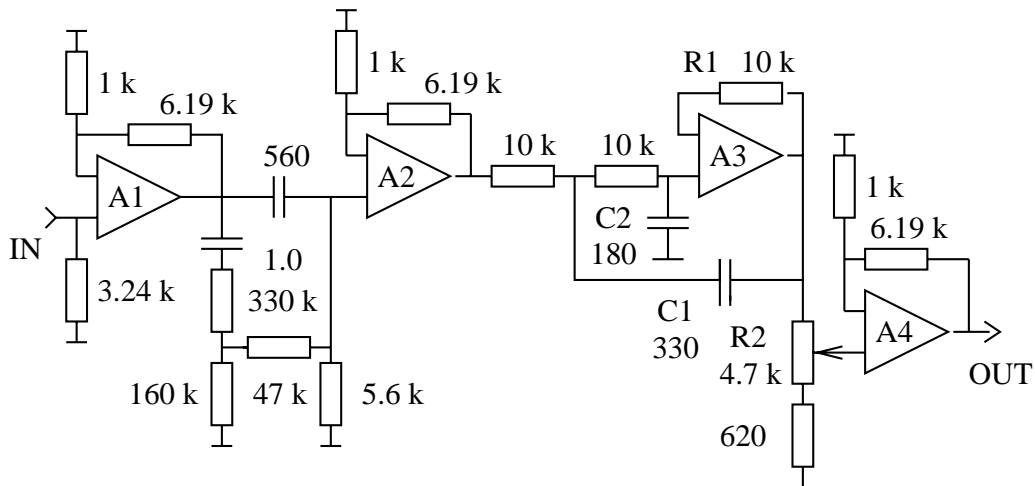 1 k
6.19 k
A1
IN
3.24 k
560
1.0
330 k
160 k
47 k
5.6 k
1 k
6.19 k
A2
10 k
10 k
R1
10 k
A3
C2
180
C1
330
R2
4.7 k
620
1 k
6.19 k
A4
OUT